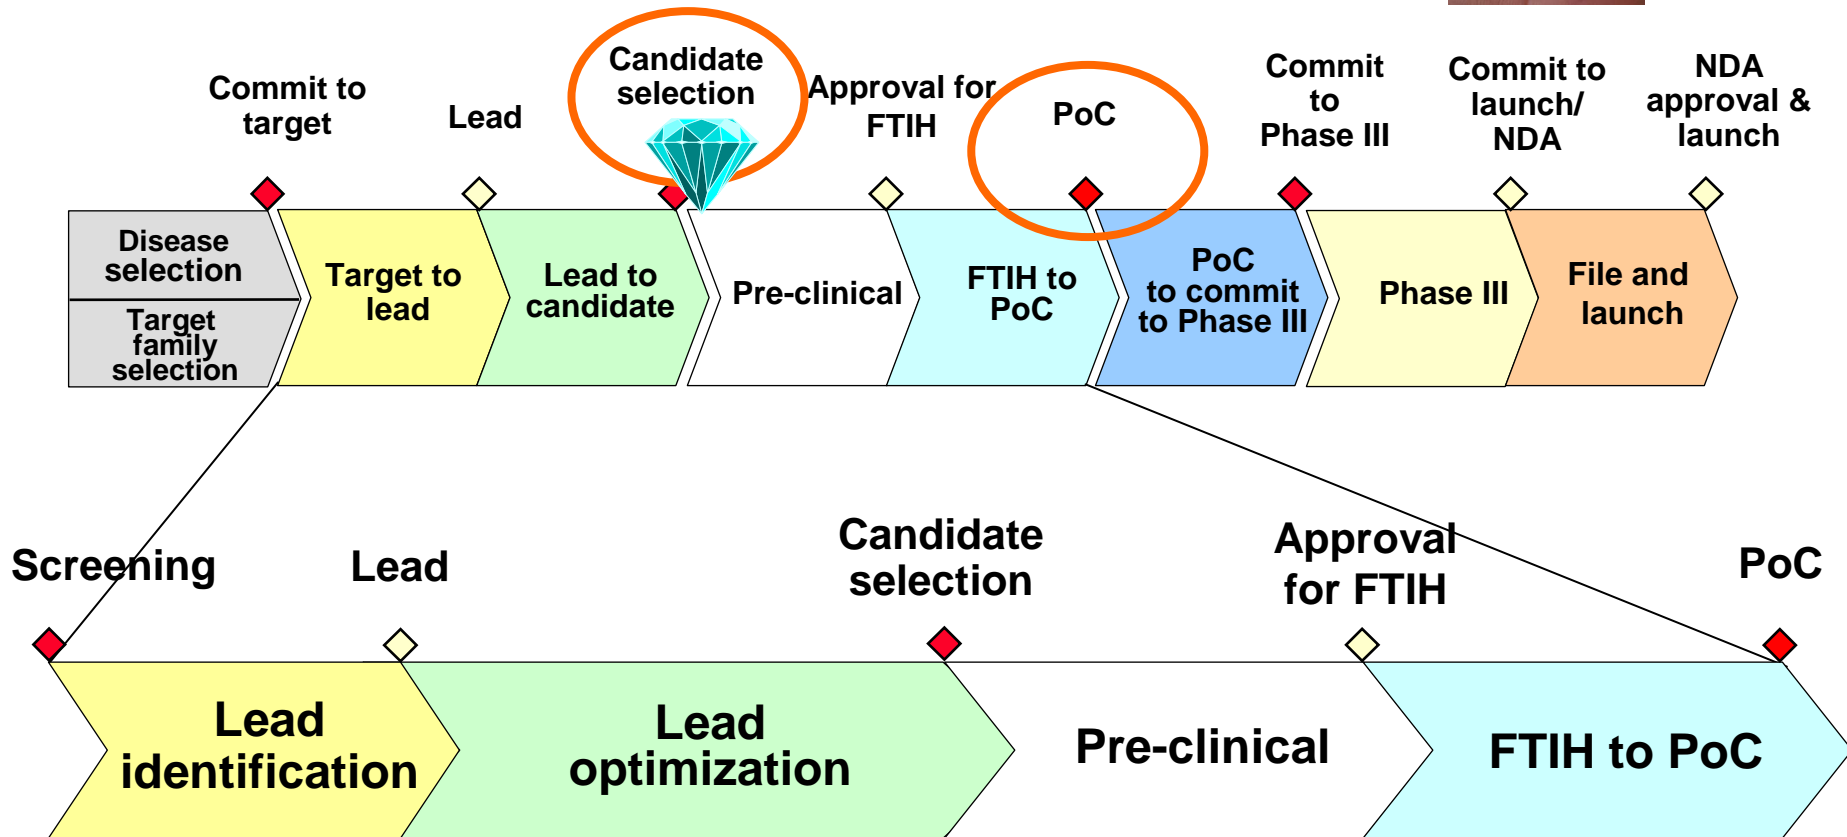 Commit to
target
Lead
Candidate
selection
Approval for
FTIH
PoC
Commit
to
Phase III
Commit to
launch/
NDA
NDA
approval &
launch
Disease
selection
Target
family
selection
Target to
lead
Lead to
candidate
Pre-clinical
FTIH to
PoC
PoC
to commit
to Phase III
Phase III
File and
launch
Screening
Lead
Candidate
selection
Approval
for FTIH
PoC
Lead
identification
Lead
optimization
Pre-clinical
FTIH to PoC